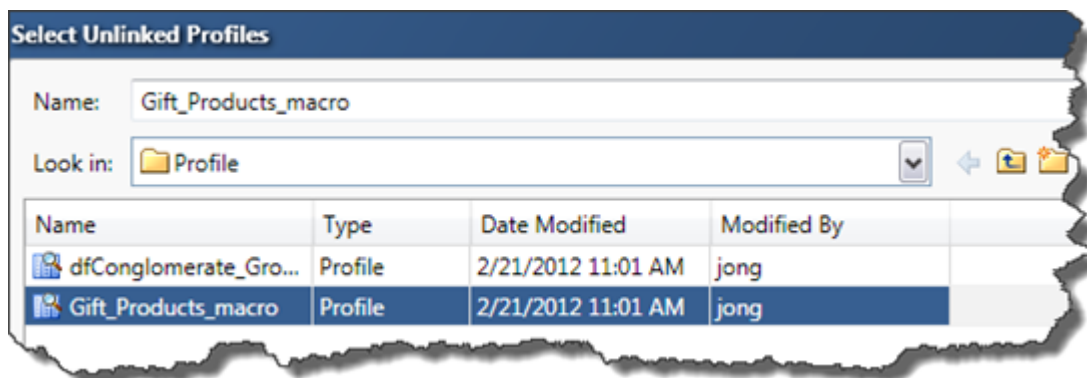 Select Unlinked Profiles
Name: Gift_Products_macro
Look in: Profile
Name Type Date Modified Modified By
dfConglomerate_Gro... Profile 2/21/2012 11:01 AM jong
Gift_Products_macro Profile 2/21/2012 11:01 AM jong